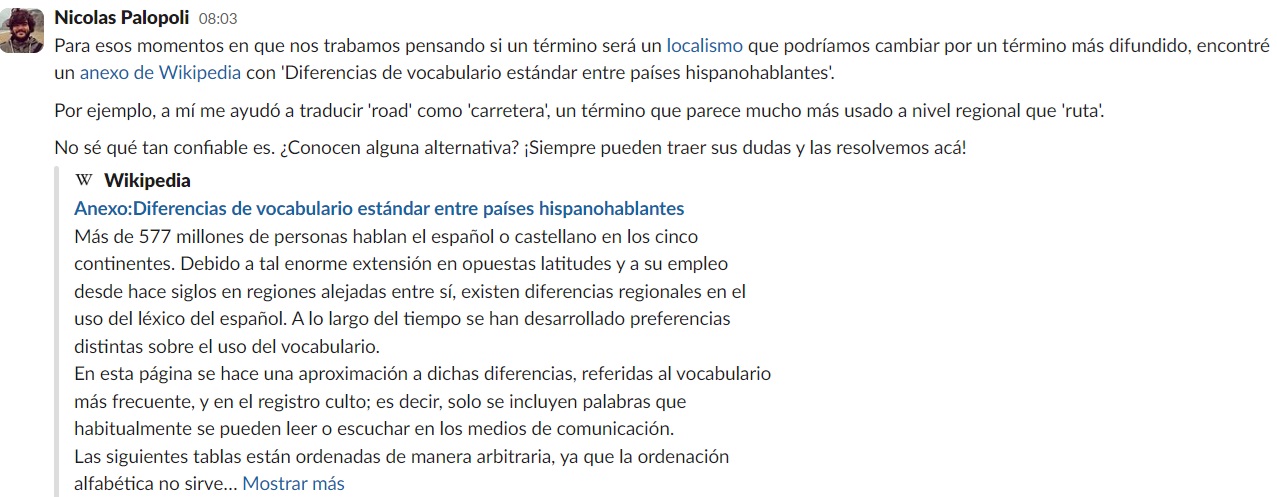 Nicolas Palopoli 08:03
Para esos momentos en que nos trabamos pensando si un término será un localismo que podríamos cambiar por un término más difundido, encontré
un anexo de Wikipedia con 'Diferencias de vocabulario estándar entre países hispanohablantes'.
Por ejemplo, a mí me ayudó a traducir 'road' como 'carretera', un término que parece mucho más usado a nivel regional que 'ruta'.
No sé qué tan confiable es. ¿Conocen alguna alternativa? ¡Siempre pueden traer sus dudas y las resolvemos acá!
W Wikipedia
Anexo:Diferencias de vocabulario estándar entre países hispanohablantes
Más de 577 millones de personas hablan el español o castellano en los cinco
continentes. Debido a tal enorme extensión en opuestas latitudes y a su empleo
desde hace siglos en regiones alejadas entre sí, existen diferencias regionales en el
uso del léxico del español. A lo largo del tiempo se han desarrollado preferencias
distintas sobre el uso del vocabulario.
En esta página se hace una aproximación a dichas diferencias, referidas al vocabulario
más frecuente, y en el registro culto; es decir, solo se incluyen palabras que
habitualmente se pueden leer o escuchar en los medios de comunicación.
Las siguientes tablas están ordenadas de manera arbitraria, ya que la ordenación
alfabética no sirve… Mostrar más